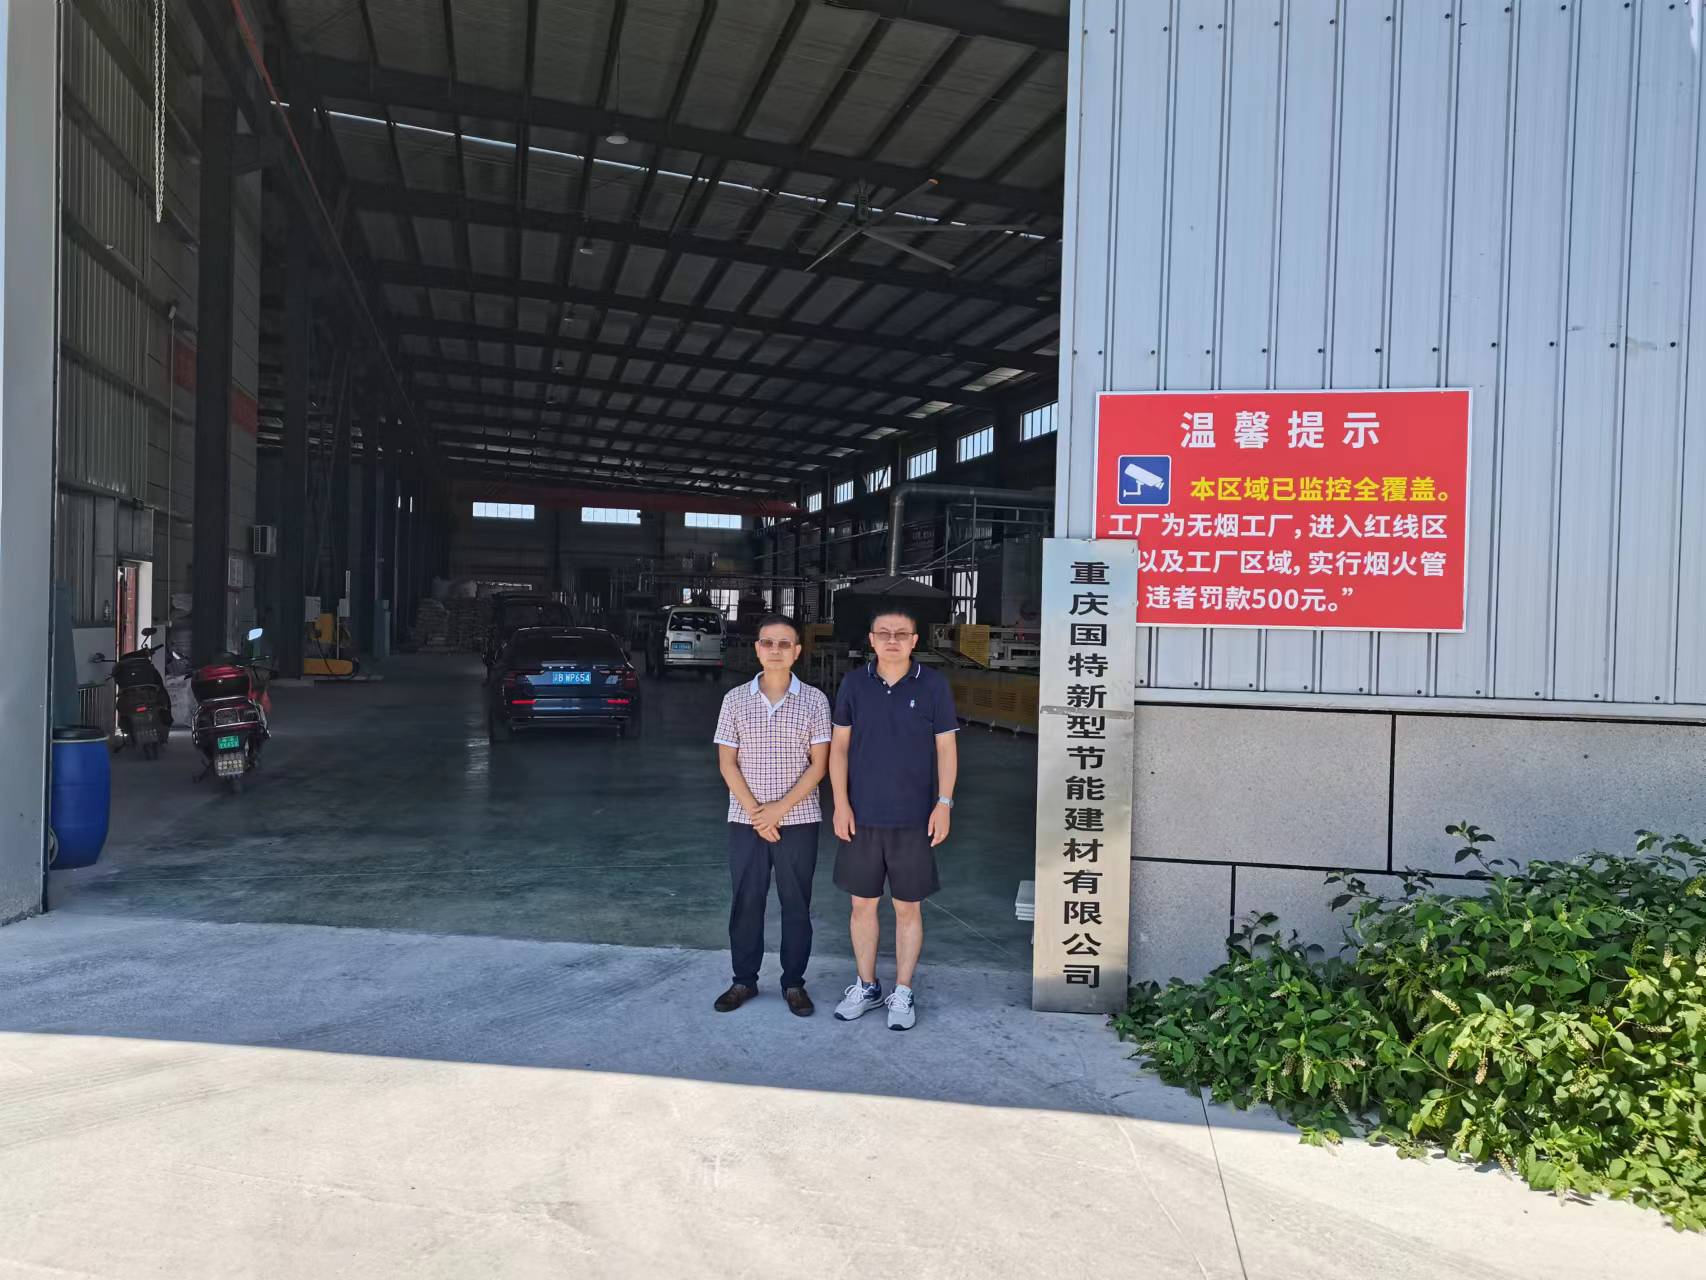 温馨提示
本区域已监控全覆盖。
工厂为无烟工厂，进入红线区
以及工厂区域，实行烟火管
，违者罚款500元。”
重庆国特新型节能建材有限公司
WP654